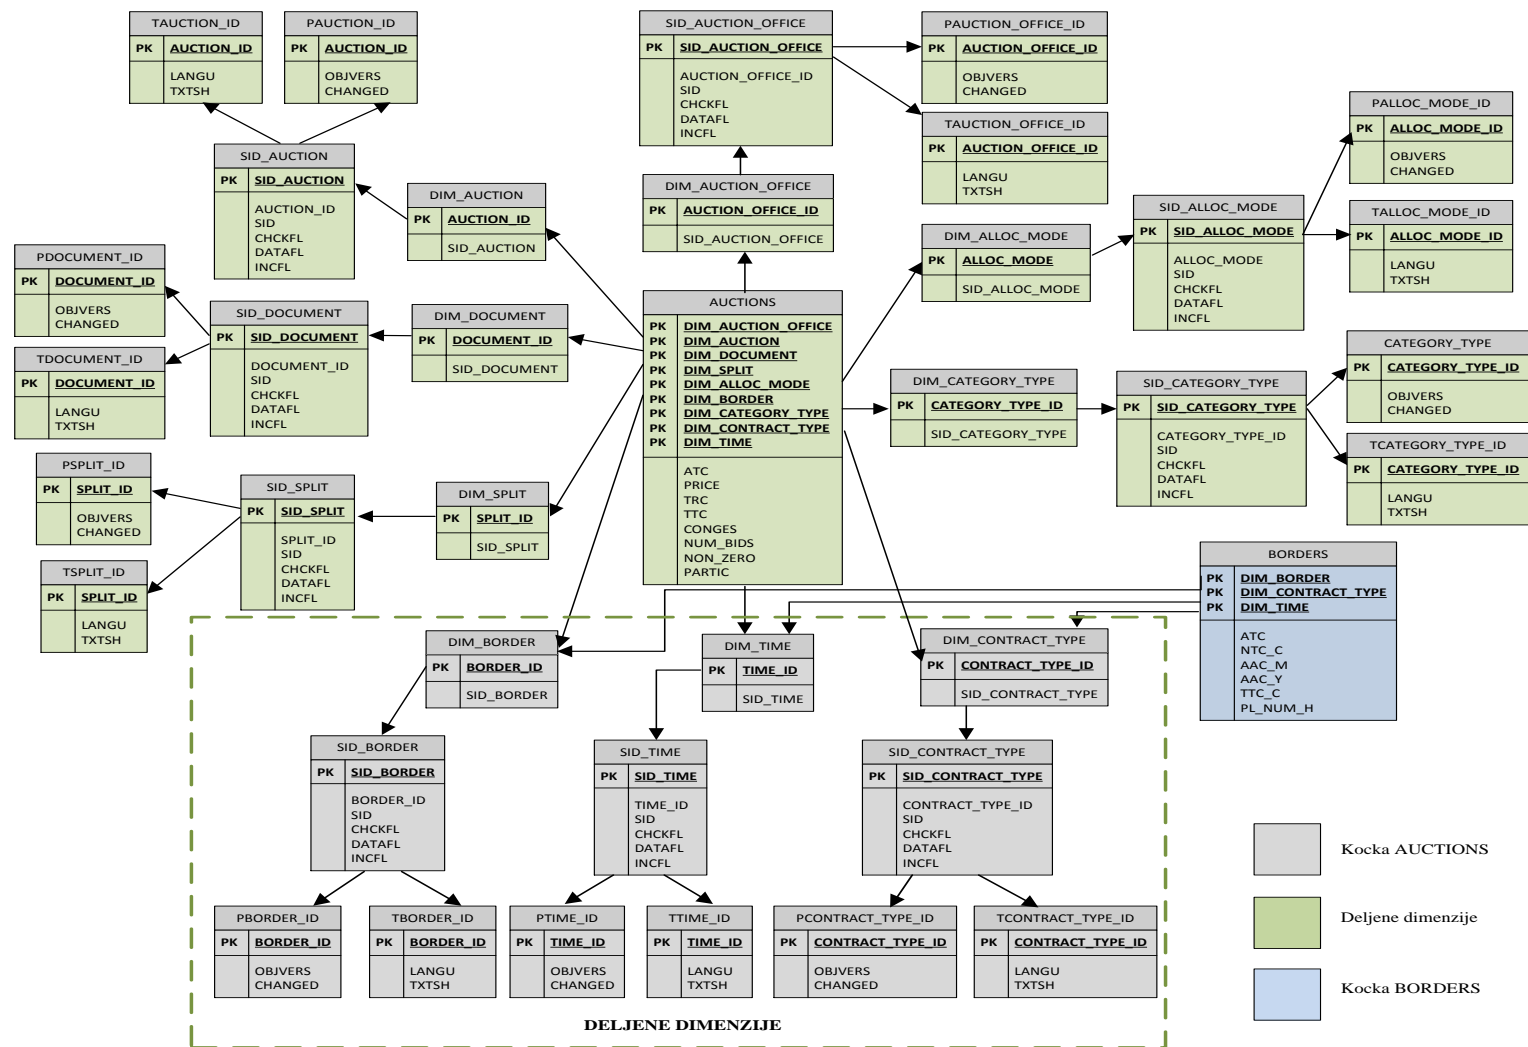 TAUCTION_ID
PK AUCTION_ID
LANGU
TXTSH
PAUCTION_ID
PK AUCTION_ID
OBJVERS
CHANGED
SID_AUCTION_OFFICE
PK SID_AUCTION_OFFICE
AUCTION_OFFICE_ID
SID
CHCKFL
DATAFL
INCFL
PAUCTION_OFFICE_ID
PK AUCTION_OFFICE_ID
OBJVERS
CHANGED
TAUCTION_OFFICE_ID
PK AUCTION_OFFICE_ID
LANGU
TXTSH
PALLOC_MODE_ID
PK ALLOC_MODE_ID
OBJVERS
CHANGED
SID_AUCTION
PK SID_AUCTION
AUCTION_ID
SID
CHCKFL
DATAFL
INCFL
DIM_AUCTION
PK AUCTION_ID
SID_AUCTION
DIM_AUCTION_OFFICE
PK AUCTION_OFFICE_ID
SID_AUCTION_OFFICE
DIM_ALLOC_MODE
PK ALLOC_MODE
SID_ALLOC_MODE
SID_ALLOC_MODE
PK SID_ALLOC_MODE
ALLOC_MODE
SID
CHCKFL
DATAFL
INCFL
TALLOC_MODE_ID
PK ALLOC_MODE_ID
LANGU
TXTSH
PDOCUMENT_ID
PK DOCUMENT_ID
OBJVERS
CHANGED
TDOCUMENT_ID
PK DOCUMENT_ID
LANGU
TXTSH
SID_DOCUMENT
PK SID_DOCUMENT
DOCUMENT_ID
SID
CHCKFL
DATAFL
INCFL
DIM_DOCUMENT
PK DOCUMENT_ID
SID_DOCUMENT
AUCTIONS
PK DIM_AUCTION_OFFICE
PK DIM_AUCTION
PK DIM_DOCUMENT
PK DIM_SPLIT
PK DIM_ALLOC_MODE
PK DIM_BORDER
PK DIM_CATEGORY_TYPE
PK DIM_CONTRACT_TYPE
PK DIM_TIME
ATC
PRICE
TRC
TTC
CONGES
NUM_BIDS
NON_ZERO
PARTIC
DIM_CATEGORY_TYPE
PK CATEGORY_TYPE_ID
SID_CATEGORY_TYPE
SID_CATEGORY_TYPE
PK SID_CATEGORY_TYPE
CATEGORY_TYPE_ID
SID
CHCKFL
DATAFL
INCFL
CATEGORY_TYPE
PK CATEGORY_TYPE_ID
OBJVERS
CHANGED
TCATEGORY_TYPE_ID
PK CATEGORY_TYPE_ID
LANGU
TXTSH
PSPLIT_ID
PK SPLIT_ID
OBJVERS
CHANGED
TSPLIT_ID
PK SPLIT_ID
LANGU
TXTSH
SID_SPLIT
PK SID_SPLIT
SPLIT_ID
SID
CHCKFL
DATAFL
INCFL
DIM_SPLIT
PK SPLIT_ID
SID_SPLIT
BORDERS
PK DIM_BORDER
PK DIM_CONTRACT_TYPE
PK DIM_TIME
ATC
NTC_C
AAC_M
AAC_Y
TTC_C
PL_NUM_H
DIM_BORDER
PK BORDER_ID
SID_BORDER
DIM_TIME
PK TIME_ID
SID_TIME
DIM_CONTRACT_TYPE
PK CONTRACT_TYPE_ID
SID_CONTRACT_TYPE
SID_BORDER
PK SID_BORDER
BORDER_ID
SID
CHCKFL
DATAFL
INCFL
SID_TIME
PK SID_TIME
TIME_ID
SID
CHCKFL
DATAFL
INCFL
SID_CONTRACT_TYPE
PK SID_CONTRACT_TYPE
CONTRACT_TYPE_ID
SID
CHCKFL
DATAFL
INCFL
PBORDER_ID
PK BORDER_ID
OBJVERS
CHANGED
TBORDER_ID
PK BORDER_ID
LANGU
TXTSH
PTIME_ID
PK TIME_ID
OBJVERS
CHANGED
TTIME_ID
PK TIME_ID
LANGU
TXTSH
PCONTRACT_TYPE_ID
PK CONTRACT_TYPE_ID
OBJVERS
CHANGED
TCONTRACT_TYPE_ID
PK CONTRACT_TYPE_ID
LANGU
TXTSH
DELJENE DIMENZIJE
Kocka AUCTIONS
Deljene dimenzije
Kocka BORDERS